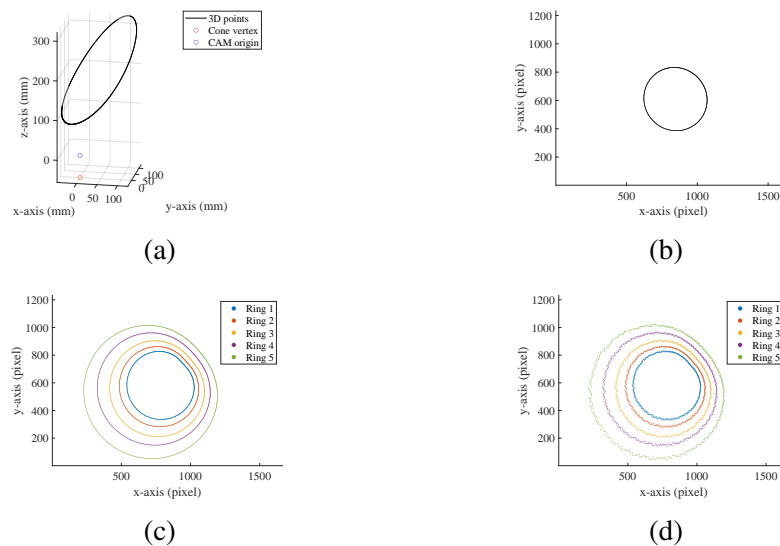 3D points
Cone vertex
CAM origin
300
200
100
0
z-axis (mm)
0
50
100
x-axis (mm)
0
50
100
y-axis (mm)
(a)
1200
1000
800
600
400
200
y-axis (pixel)
500
1000
1500
x-axis (pixel)
(b)
1200
1000
800
600
400
200
y-axis (pixel)
500
1000
1500
x-axis (pixel)
Ring 1
Ring 2
Ring 3
Ring 4
Ring 5
(c)
1200
1000
800
600
400
200
y-axis (pixel)
500
1000
1500
x-axis (pixel)
Ring 1
Ring 2
Ring 3
Ring 4
Ring 5
(d)